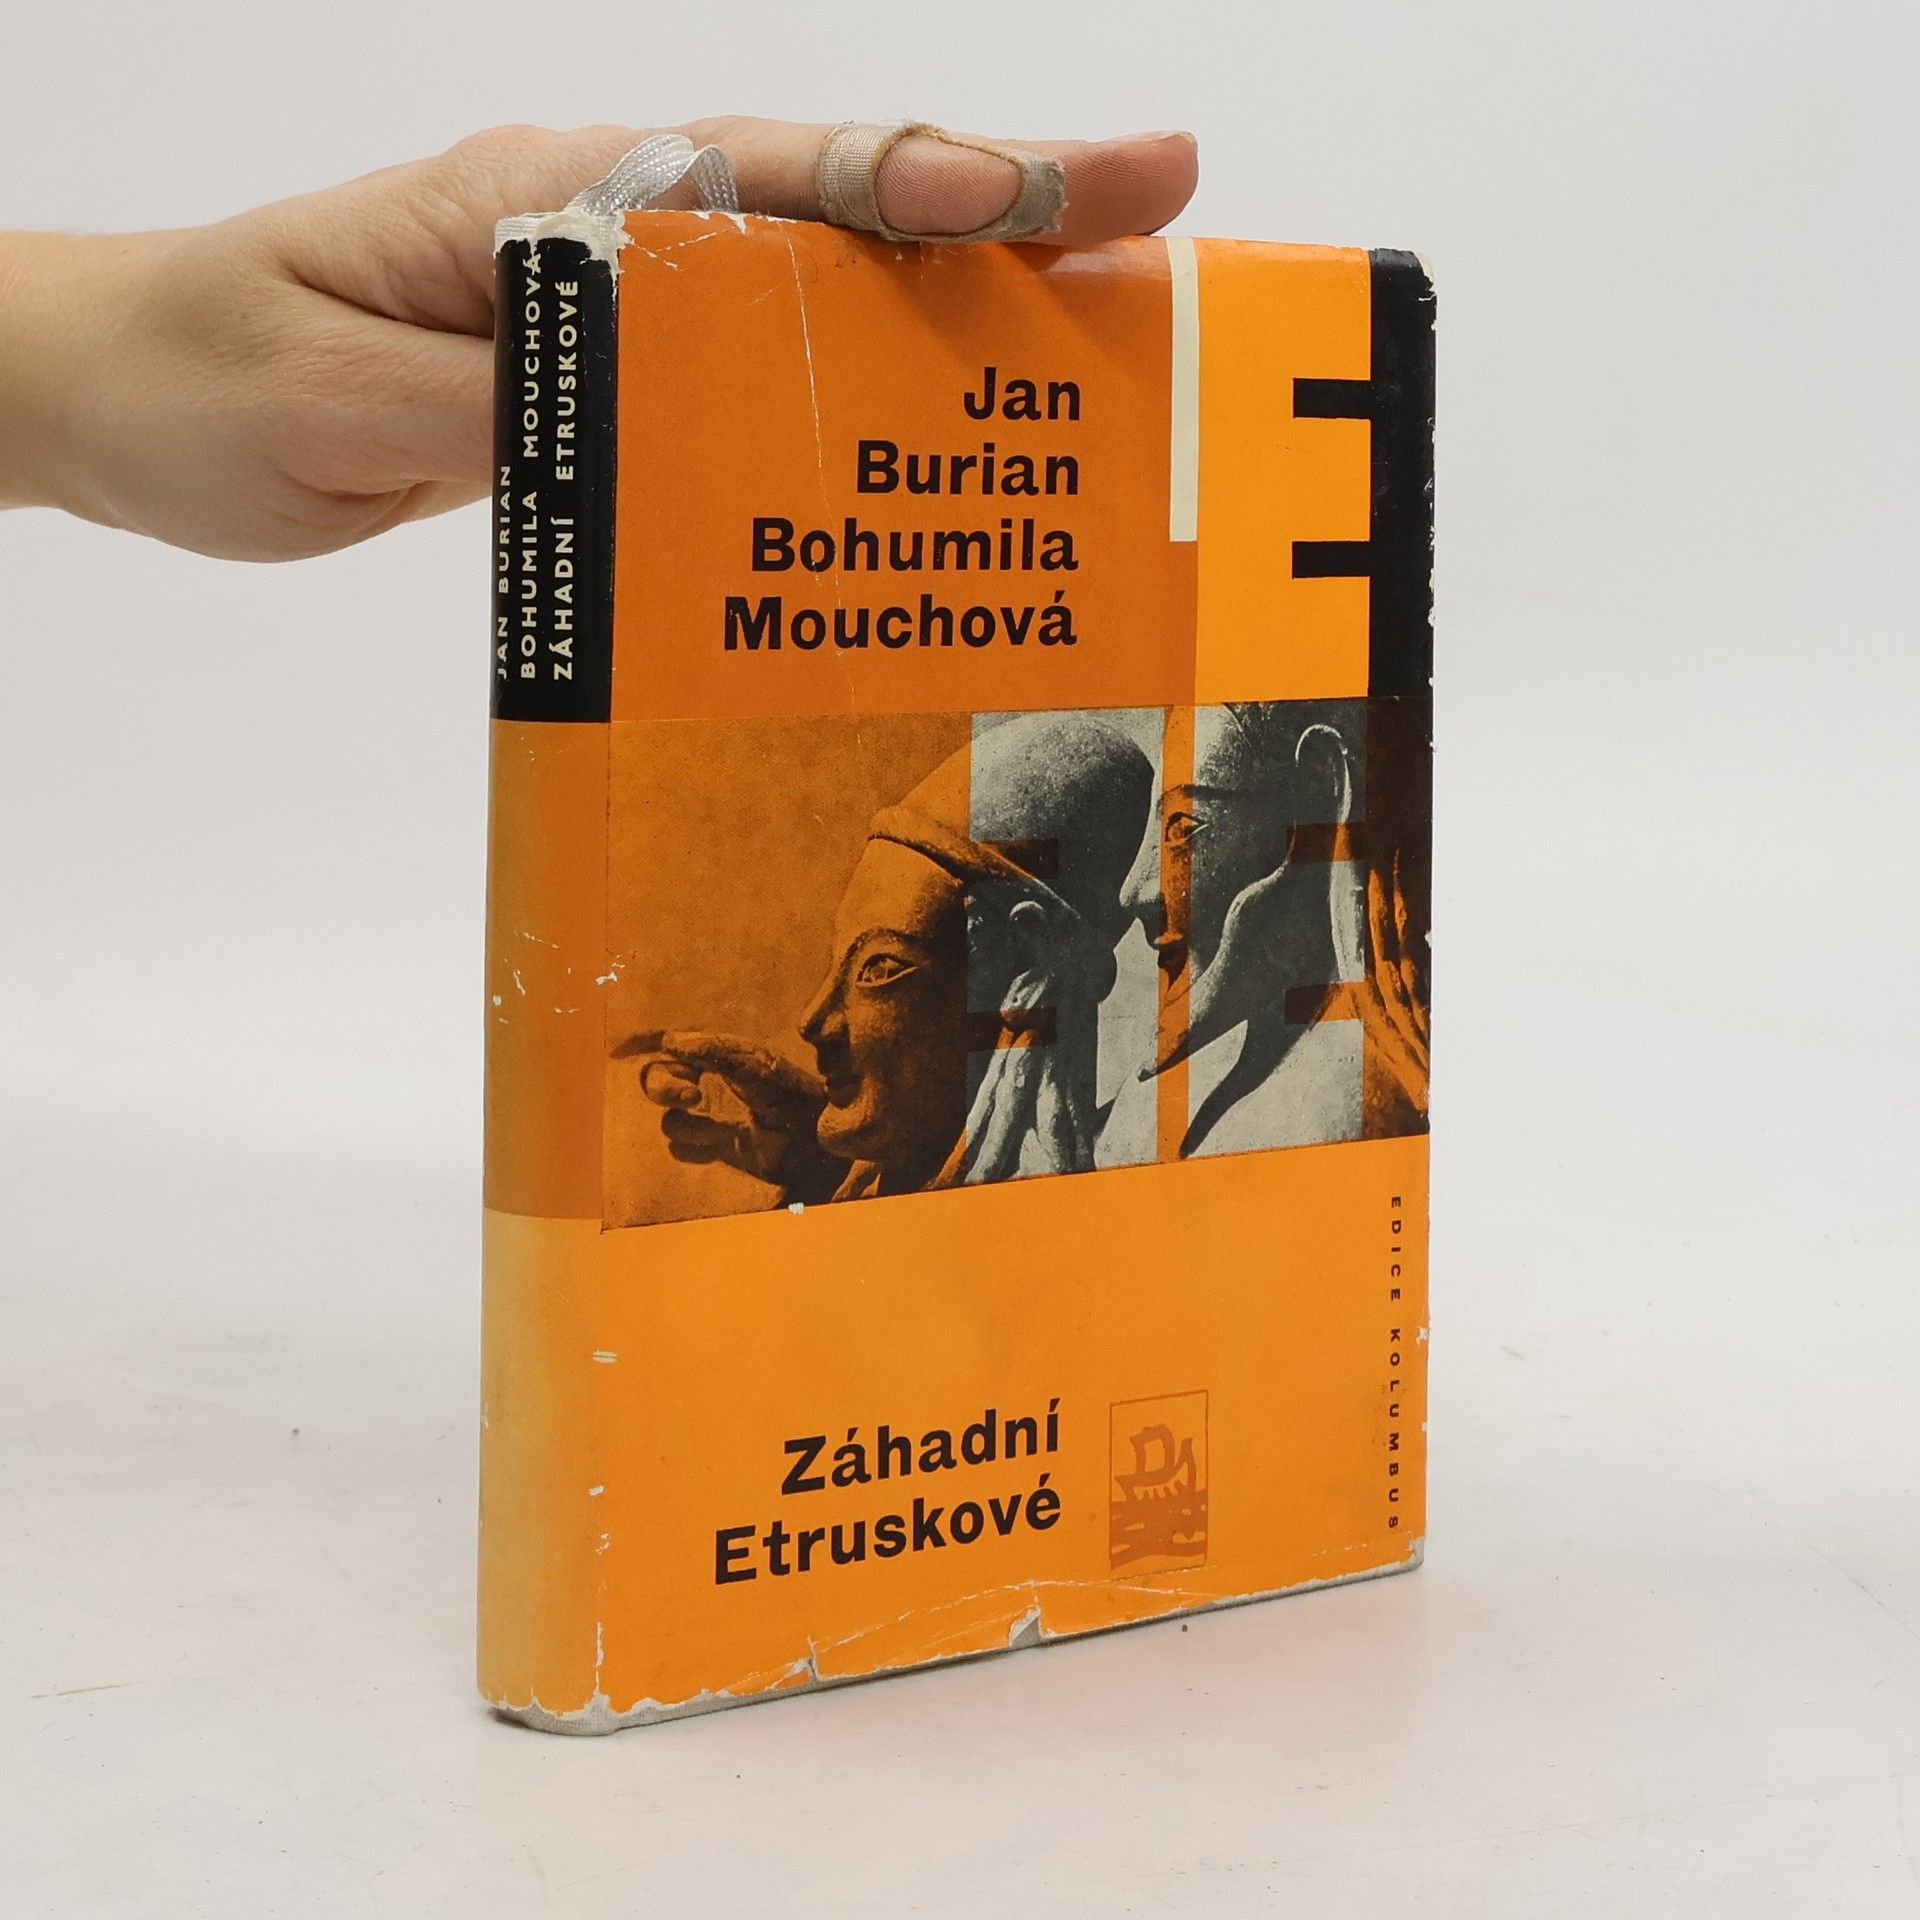 JAN BURIAN
BOHUMILA MOUCHOVÁ
ZÁHADNÍ ETRUSKOVÉ
Jan
Burian
Bohumila
Mouchová
Záhadní
Etruskové
EDICE KOLUMBUS